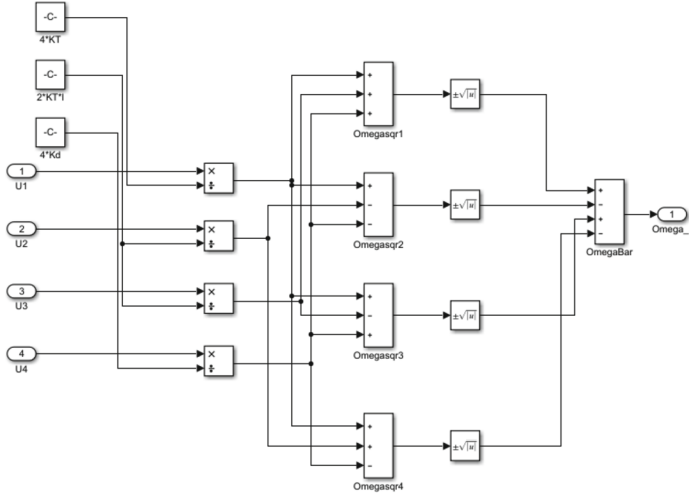 -C-
4*KT
-C-
2*KT*l
-C-
4*Kd
1
U1
2
U2
3
U3
4
U4
×
÷
×
÷
×
÷
×
÷
+
+
+
Omegasqr1
+
−
−
Omegasqr2
+
−
+
Omegasqr3
+
+
−
Omegasqr4
±√|u|
±√|u|
±√|u|
±√|u|
+
−
+
−
OmegaBar
1
Omega_